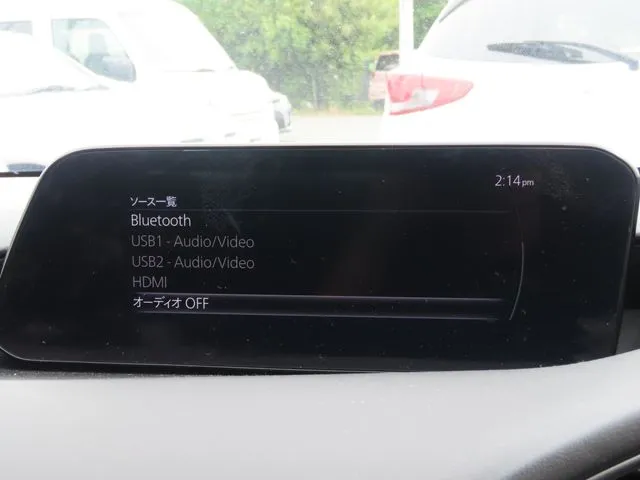 2:14pm
ソース一覧
Bluetooth
USB1 - Audio/Video
USB2 - Audio/Video
HDMI
オーディオ OFF